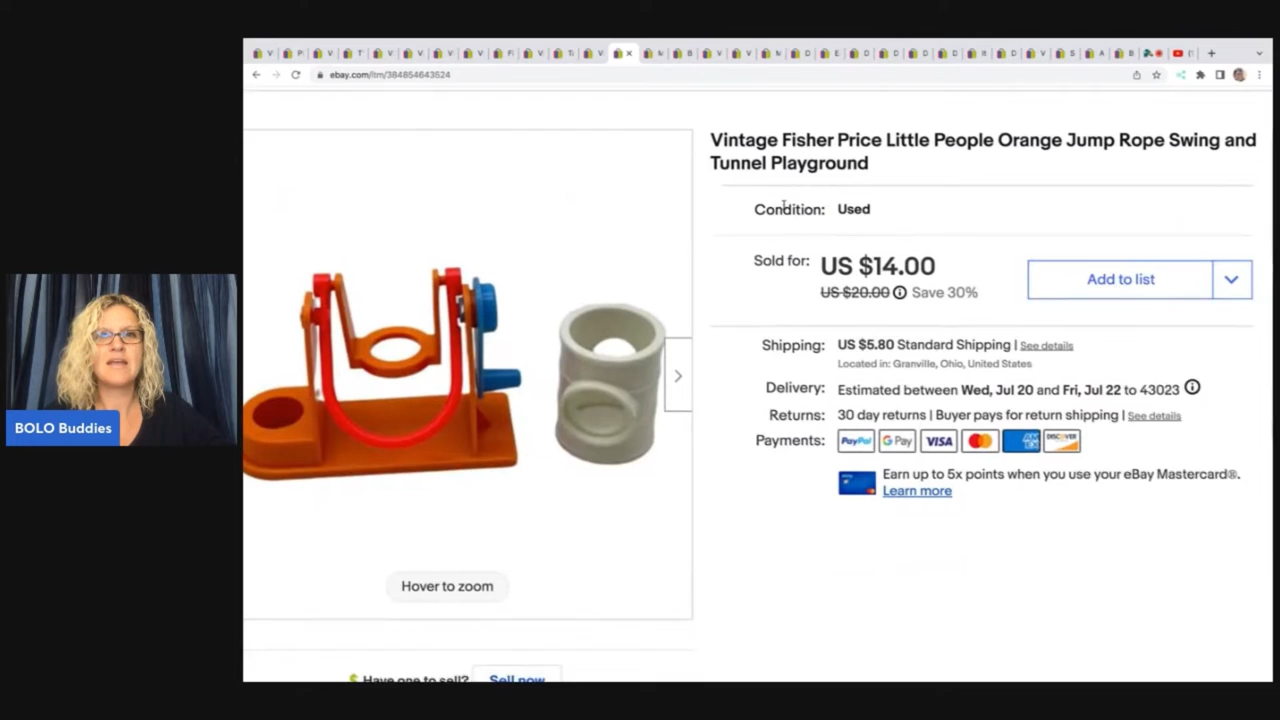 ebay.com/itm/384854643524
Vintage Fisher Price Little People Orange Jump Rope Swing and
Tunnel Playground
Condition: Used
Sold for: US $14.00
US $20.00 Save 30%
Add to list
Shipping: US $5.80 Standard Shipping | See details
Located in: Granville, Ohio, United States
Delivery: Estimated between Wed, Jul 20 and Fri, Jul 22 to 43023
Returns: 30 day returns | Buyer pays for return shipping | See details
Payments: PayPal G Pay VISA DISCOVER
Earn up to 5x points when you use your eBay Mastercard®.
Learn more
BOLO Buddies
Hover to zoom
Have one to sell? Sell now